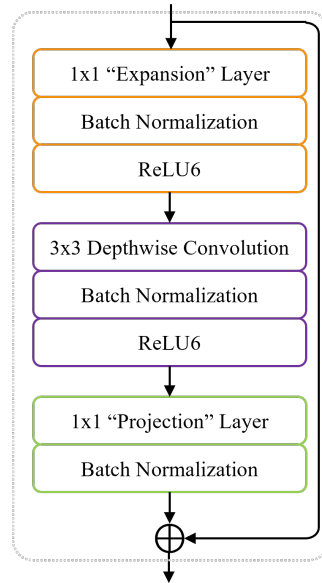 1x1 “Expansion” Layer
Batch Normalization
ReLU6
3x3 Depthwise Convolution
Batch Normalization
ReLU6
1x1 “Projection” Layer
Batch Normalization